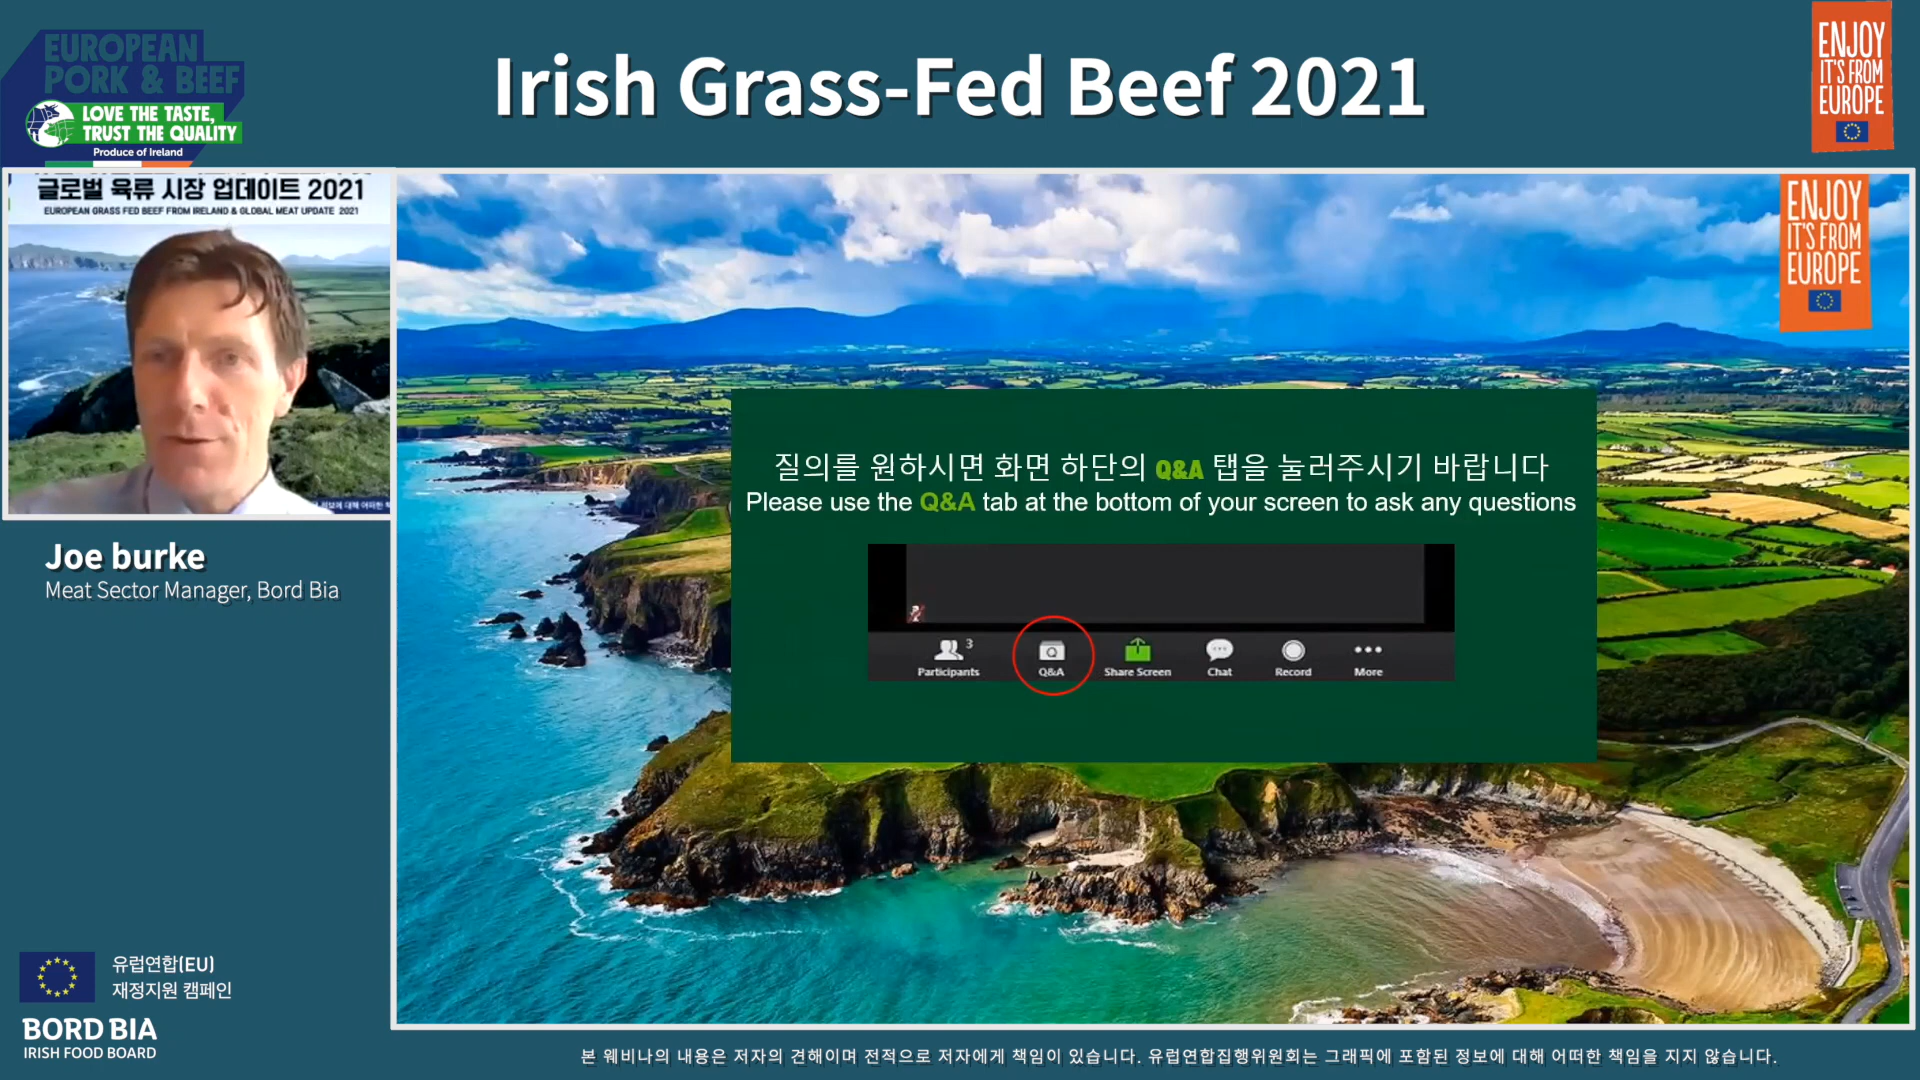 EUROPEAN
PORK & BEEF
LOVE THE TASTE,
TRUST THE QUALITY
Produce of Ireland
Irish Grass-Fed Beef 2021
ENJOY
IT'S FROM
EUROPE
글로벌 육류 시장 업데이트 2021
EUROPEAN GRASS FED BEEF FROM IRELAND & GLOBAL MEAT UPDATE 2021
Joe burke
Meat Sector Manager, Bord Bia
ENJOY
IT'S FROM
EUROPE
질의를 원하시면 화면 하단의 Q&A 탭을 눌러주시기 바랍니다
Please use the Q&A tab at the bottom of your screen to ask any questions
Participants 3
Q&A
Share Screen
Chat
Record
More
유럽연합(EU)
재정지원 캠페인
BORD BIA
IRISH FOOD BOARD
본 웨비나의 내용은 저자의 견해이며 전적으로 저자에게 책임이 있습니다. 유럽연합집행위원회는 그래픽에 포함된 정보에 대해 어떠한 책임을 지지 않습니다.